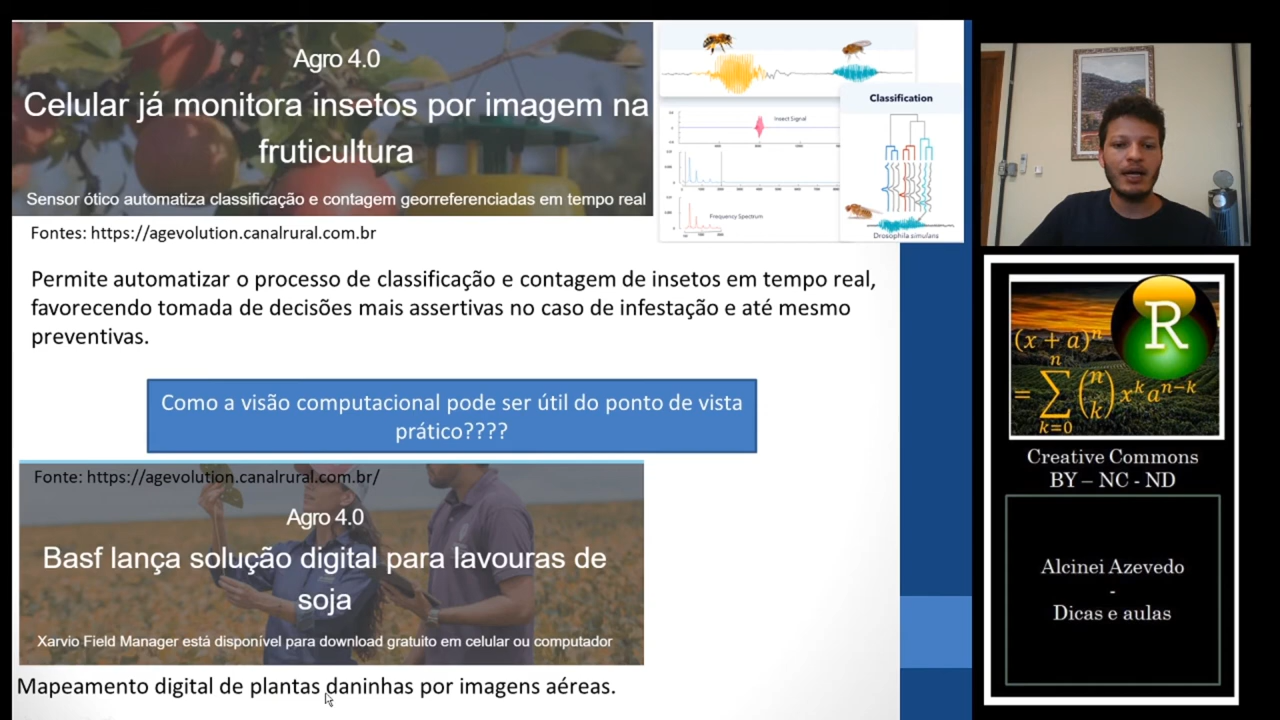 Agro 4.0
Celular já monitora insetos por imagem na
fruticultura
Sensor ótico automatiza classificação e contagem georreferenciadas em tempo real
Fontes: https://agevolution.canalrural.com.br
Insect Signal
Frequency Spectrum
Classification
Drosophila simulans
Permite automatizar o processo de classificação e contagem de insetos em tempo real,
favorecendo tomada de decisões mais assertivas no caso de infestação e até mesmo
preventivas.
Como a visão computacional pode ser útil do ponto de vista
prático????
Fonte: https://agevolution.canalrural.com.br/
Agro 4.0
Basf lança solução digital para lavouras de
soja
Xarvio Field Manager está disponível para download gratuito em celular ou computador
Mapeamento digital de plantas daninhas por imagens aéreas.
R
(x + a)^n
= ∑_{k=0}^{n} (n k) x^k a^{n−k}
Creative Commons
BY – NC - ND
Alcinei Azevedo
-
Dicas e aulas